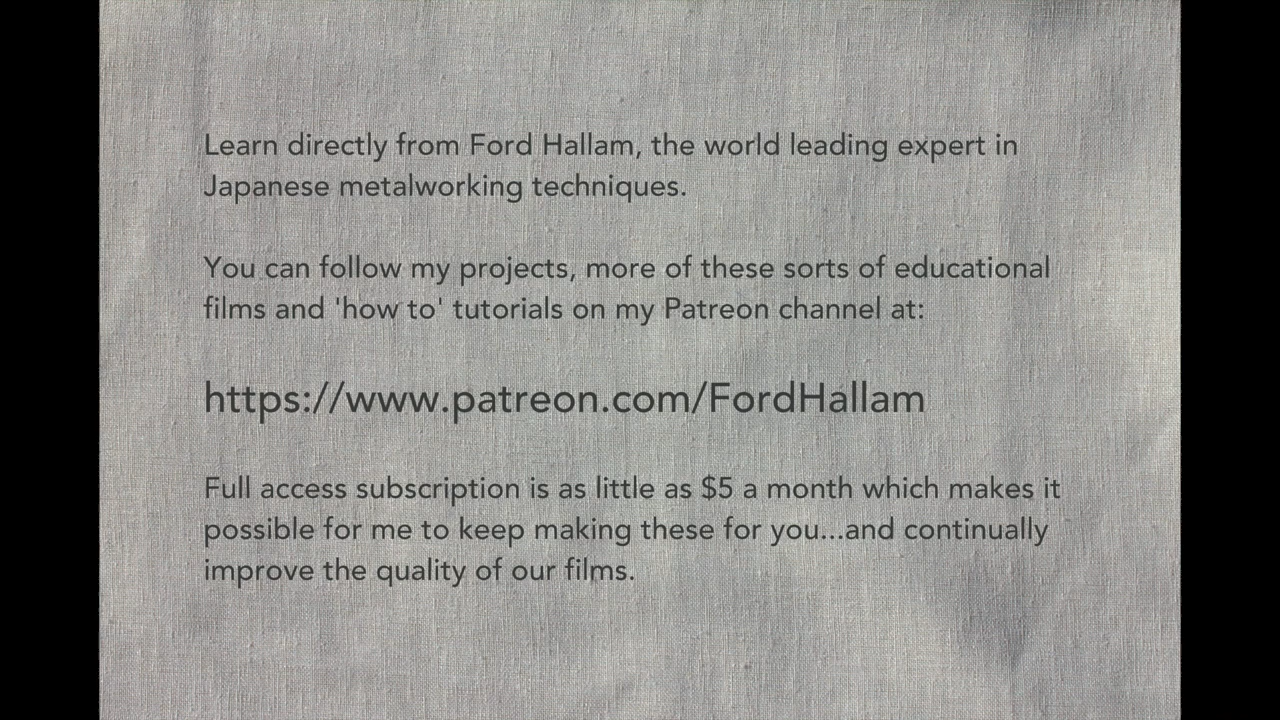 Learn directly from Ford Hallam, the world leading expert in
Japanese metalworking techniques.
You can follow my projects, more of these sorts of educational
films and 'how to' tutorials on my Patreon channel at:
https://www.patreon.com/FordHallam
Full access subscription is as little as $5 a month which makes it
possible for me to keep making these for you...and continually
improve the quality of our films.